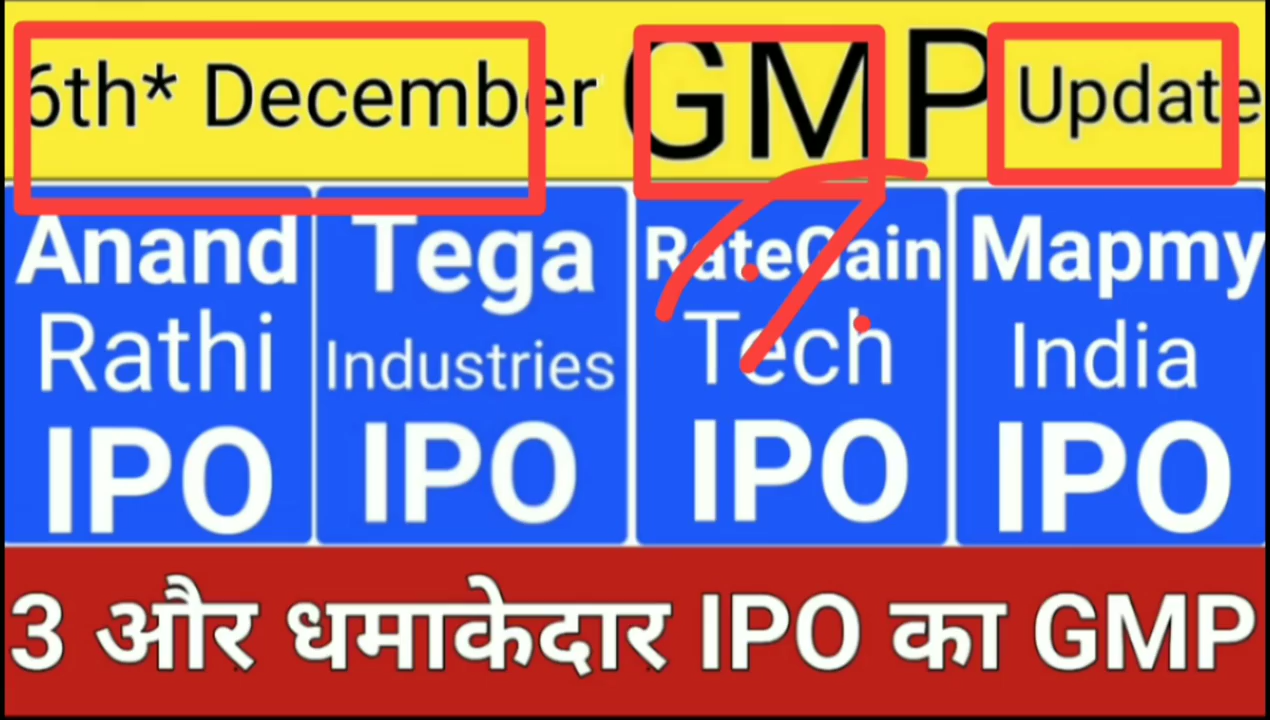 6th* December GMP Update
Anand
Rathi
IPO
Tega
Industries
IPO
RateGain
Tech
IPO
Mapmy
India
IPO
3 और धमाकेदार IPO का GMP